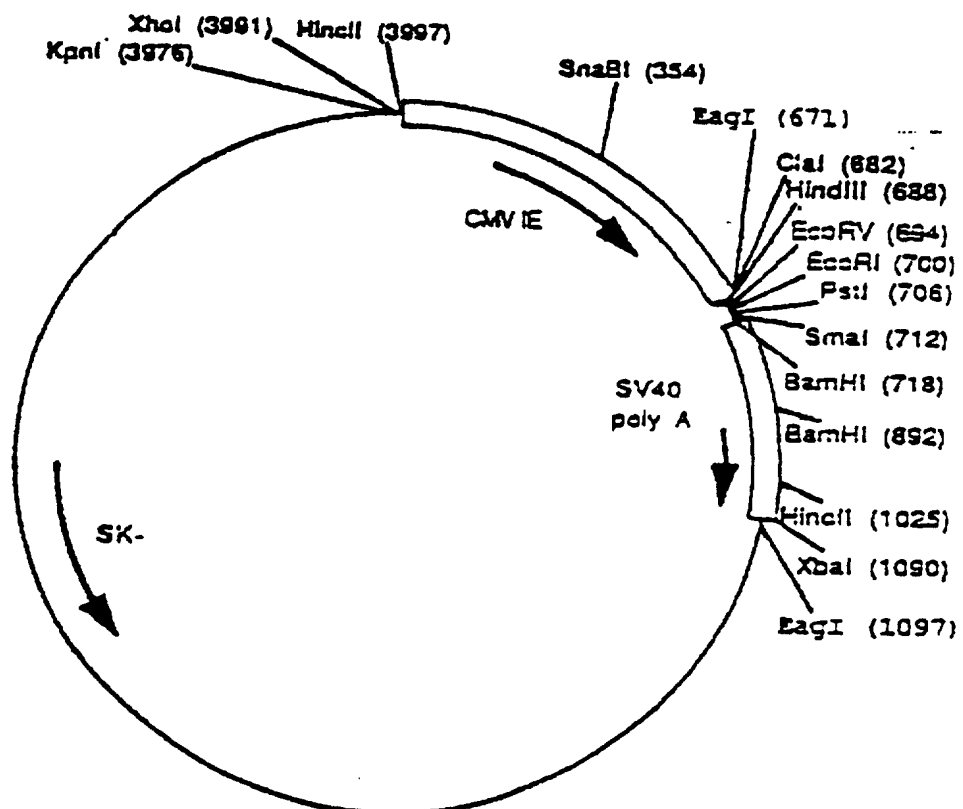 XhoI (3991)
HincII (3997)
KpnI (3976)
SnaBI (354)
EagI (671)
ClaI (682)
HindIII (688)
EcoRV (694)
EcoRI (700)
PstI (706)
SmaI (712)
BamHI (718)
BamHI (892)
HincII (1025)
XbaI (1090)
EagI (1097)
CMV IE
SV40
poly A
SK-